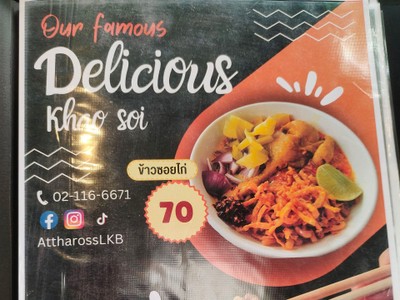 Our famous
Delicious
Khao soi
ข้าวซอยไก่
02-116-6671
70
AttharossLKB